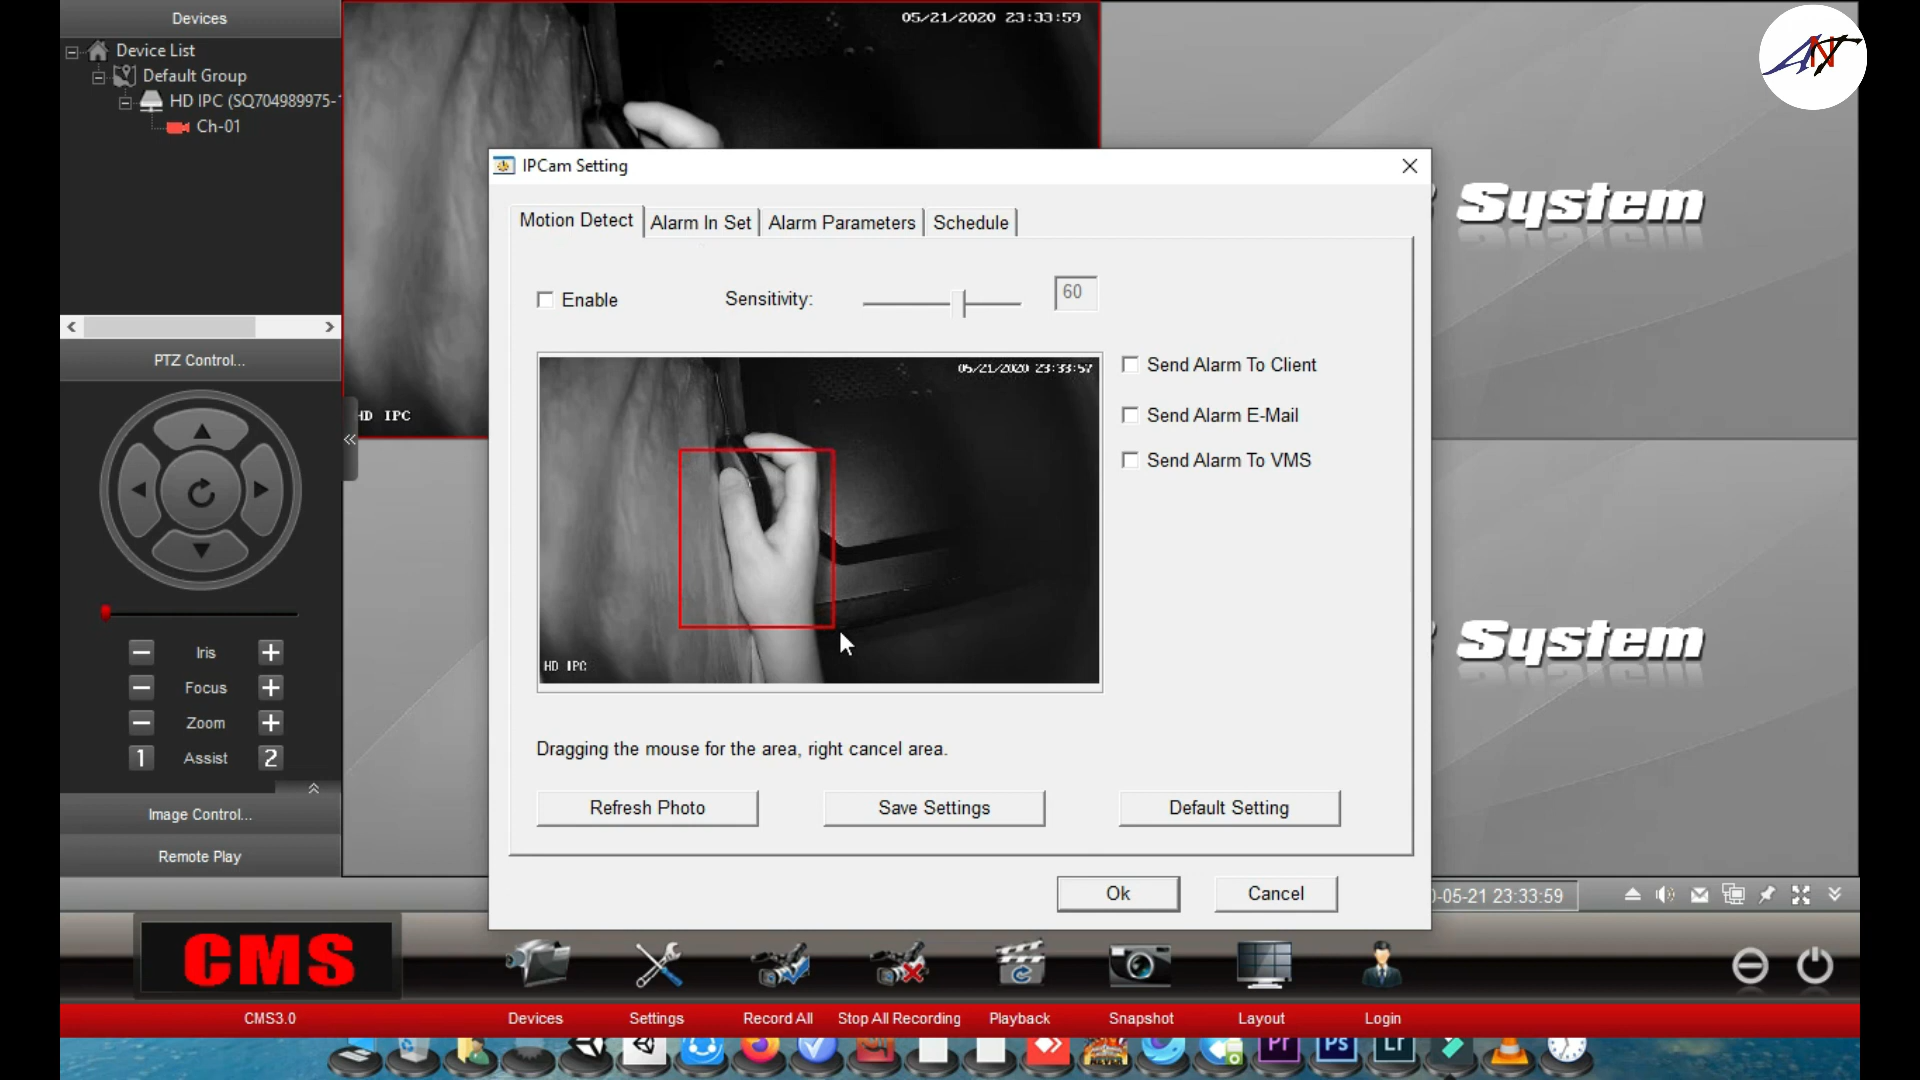 Devices
Device List
Default Group
HD IPC (SQ704989975-
Ch-01
05/21/2020 23:33:59
HD IPC
ANT
System
System
IPCam Setting
Motion Detect
Alarm In Set
Alarm Parameters
Schedule
Enable
Sensitivity:
60
05/21/2020 23:33:57
HD IPC
Send Alarm To Client
Send Alarm E-Mail
Send Alarm To VMS
Dragging the mouse for the area, right cancel area.
Refresh Photo
Save Settings
Default Setting
Ok
Cancel
PTZ Control...
Iris
Focus
Zoom
1 Assist 2
Image Control...
Remote Play
0-05-21 23:33:59
CMS
CMS3.0
Devices
Settings
Record All
Stop All Recording
Playback
Snapshot
Layout
Login
Pr
Ps
Lr